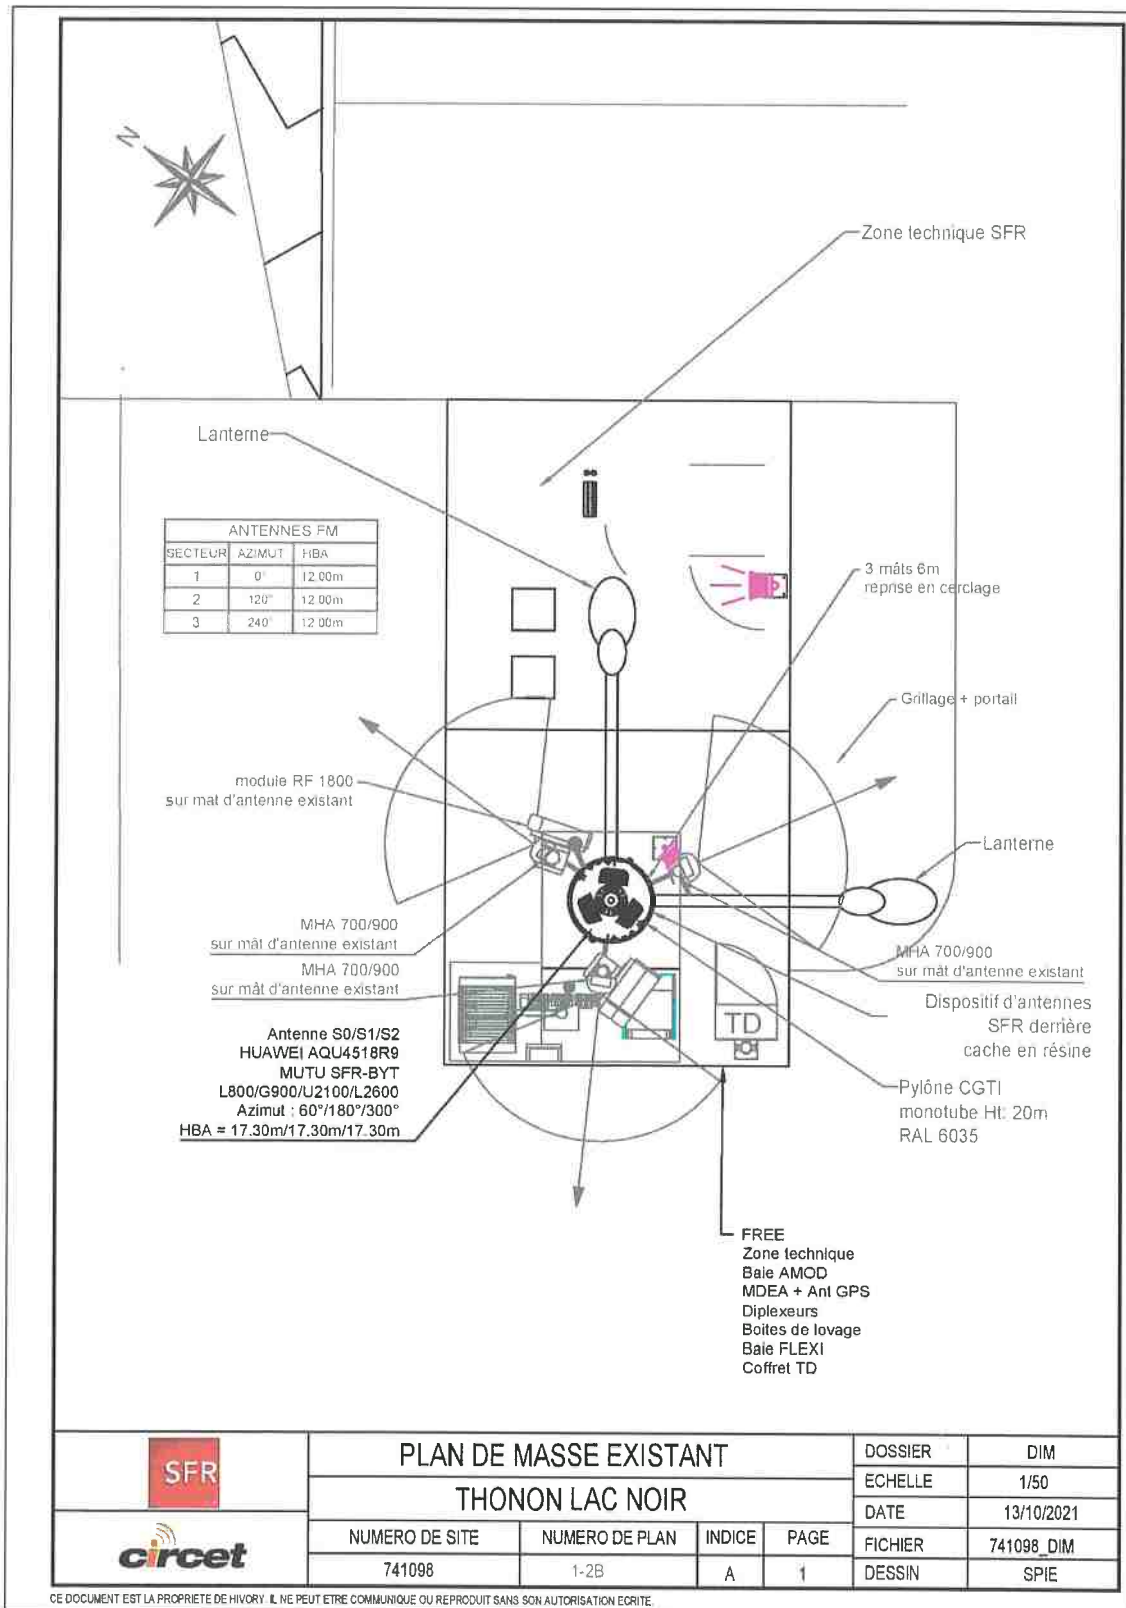 N
Zone technique SFR
Lanterne
ANTENNES FM
SECTEUR AZIMUT HBA
1 0° 12.00m
2 120° 12.00m
3 240° 12.00m
3 mâts 6m
reprise en cerclage
Grillage + portail
module RF 1800
sur mat d'antenne existant
Lanterne
MHA 700/900
sur mât d'antenne existant
MHA 700/900
sur mât d'antenne existant
MHA 700/900
sur mât d'antenne existant
Dispositif d'antennes
SFR derrière
cache en résine
TD
Antenne S0/S1/S2
HUAWEI AQU4518R9
MUTU SFR-BYT
L800/G900/U2100/L2600
Azimut : 60°/180°/300°
HBA = 17.30m/17.30m/17.30m
Pylône CGTI
monotube Ht: 20m
RAL 6035
FREE
Zone technique
Baie AMOD
MDEA + Ant GPS
Diplexeurs
Boites de lovage
Baie FLEXI
Coffret TD
SFR
circet
PLAN DE MASSE EXISTANT
THONON LAC NOIR
NUMERO DE SITE NUMERO DE PLAN INDICE PAGE
741098 1-2B A 1
DOSSIER DIM
ECHELLE 1/50
DATE 13/10/2021
FICHIER 741098_DIM
DESSIN SPIE
CE DOCUMENT EST LA PROPRIETE DE HIVORY. IL NE PEUT ETRE COMMUNIQUE OU REPRODUIT SANS SON AUTORISATION ECRITE.